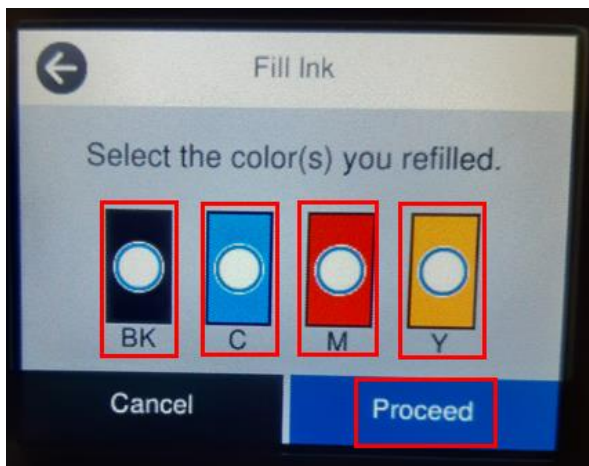 Fill Ink
Select the color(s) you refilled.
BK C M Y
Cancel Proceed